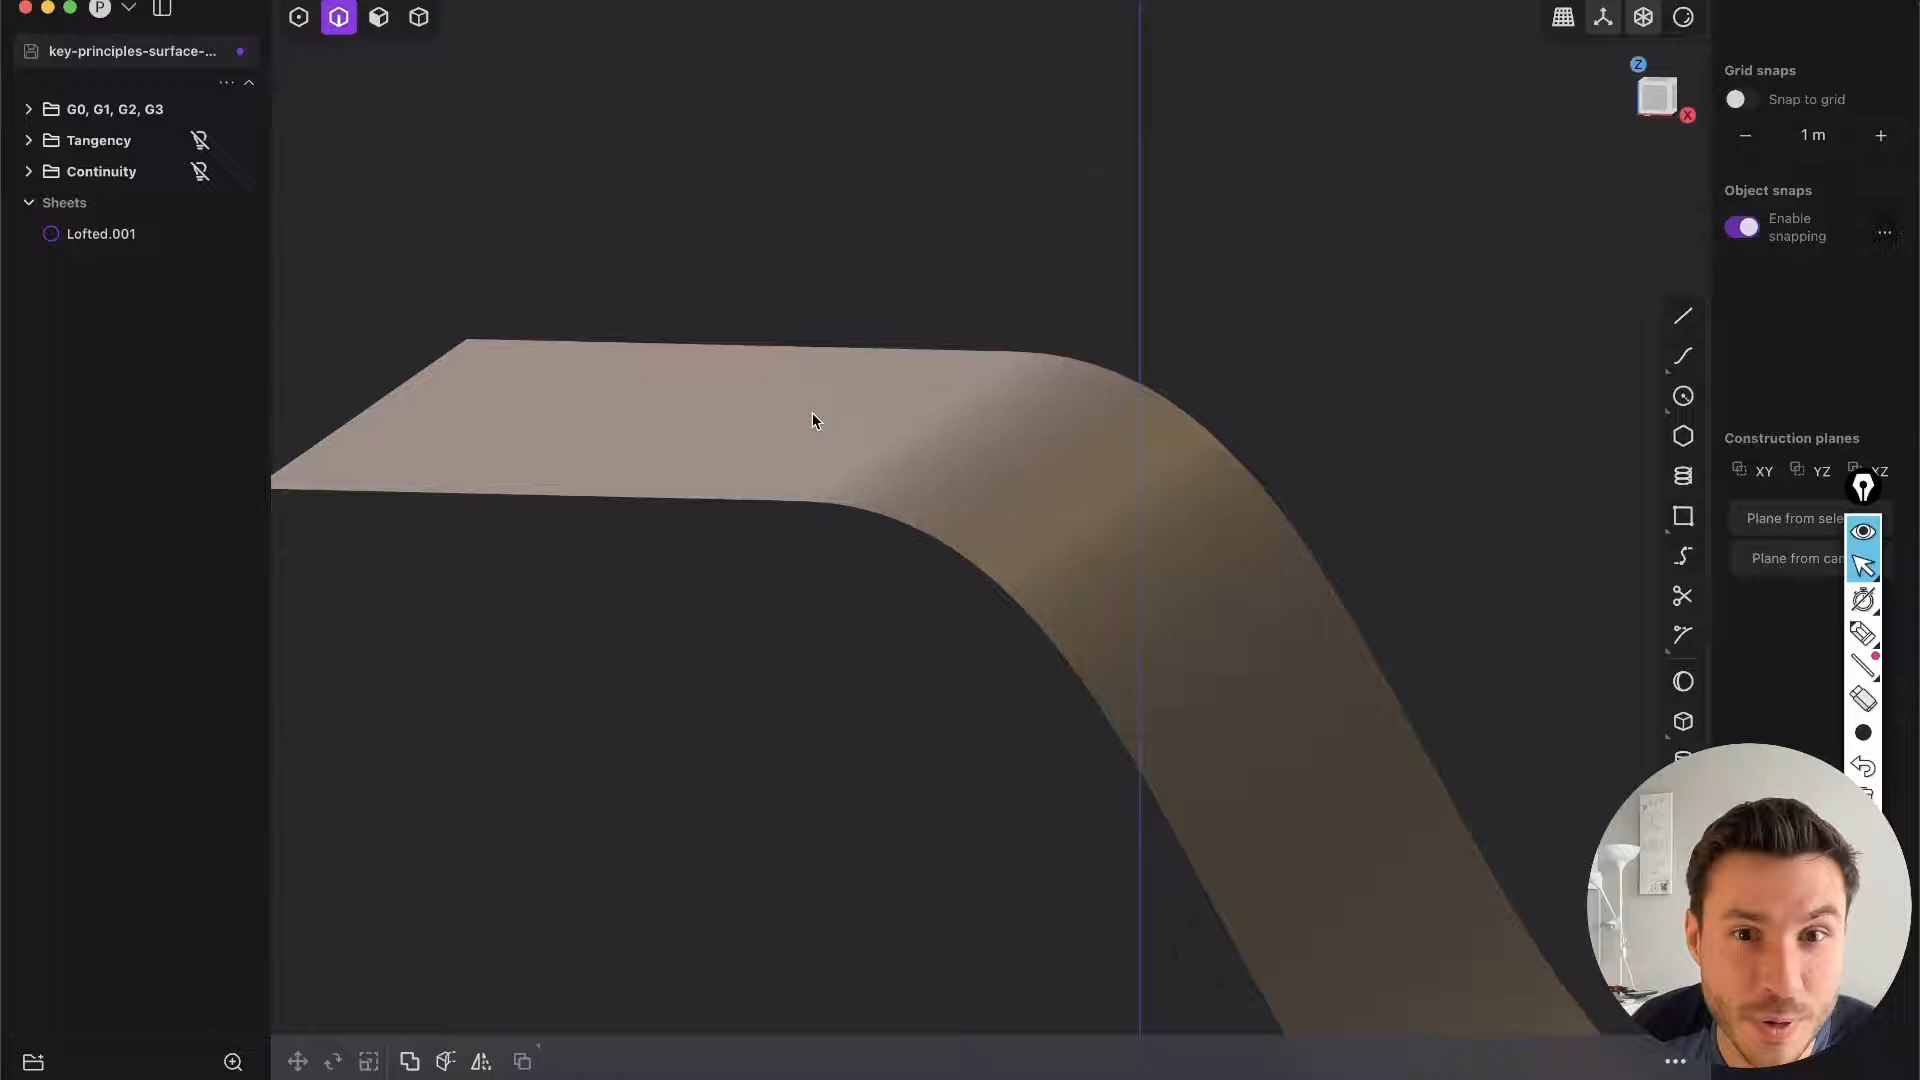 P
key-principles-surface-...
G0, G1, G2, G3
Tangency
Continuity
Sheets
Lofted.001
Z
X
Grid snaps
Snap to grid
1 m
Object snaps
Enable
snapping
Construction planes
XY
YZ
XZ
Plane from sele
Plane from can